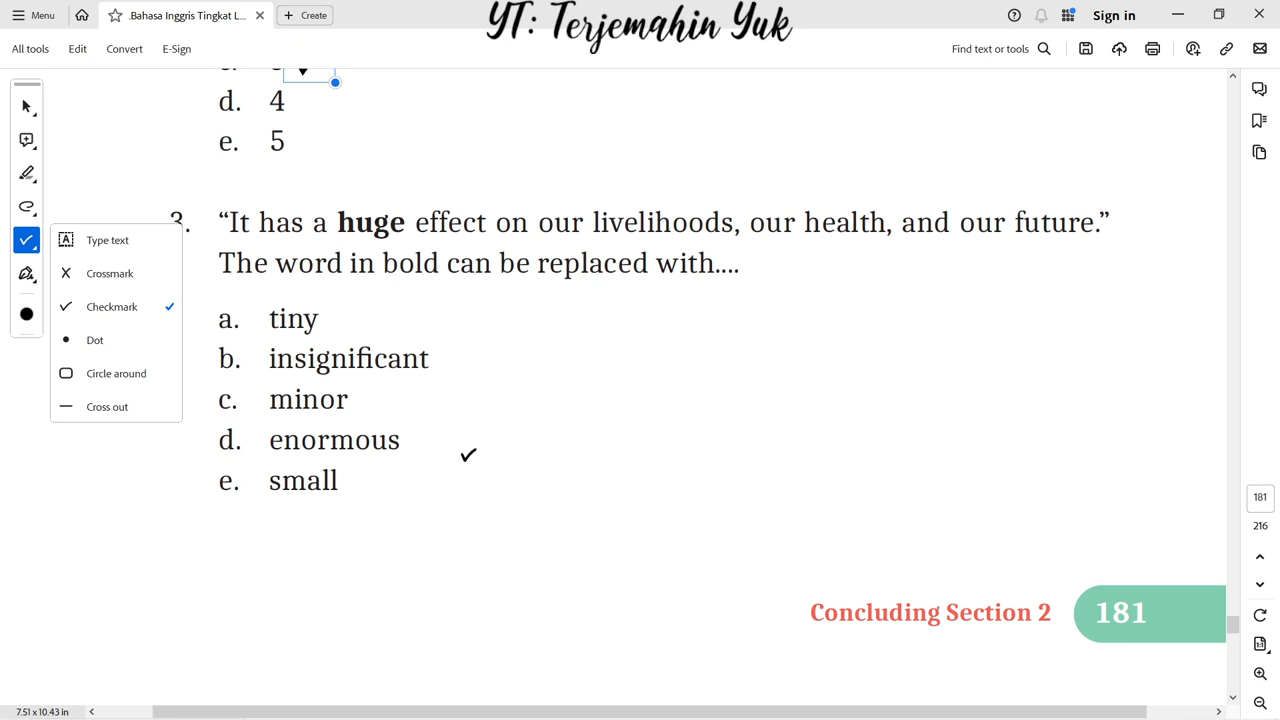 Menu
.Bahasa Inggris Tingkat L...
Create
YT: Terjemahin Yuk
Sign in
All tools
Edit
Convert
E-Sign
Find text or tools
d. 4
e. 5
3. “It has a huge effect on our livelihoods, our health, and our future.”
The word in bold can be replaced with....
a. tiny
b. insignificant
c. minor
d. enormous
e. small
Type text
Crossmark
Checkmark
Dot
Circle around
Cross out
181
216
Concluding Section 2
181
7.51 x 10.43 in